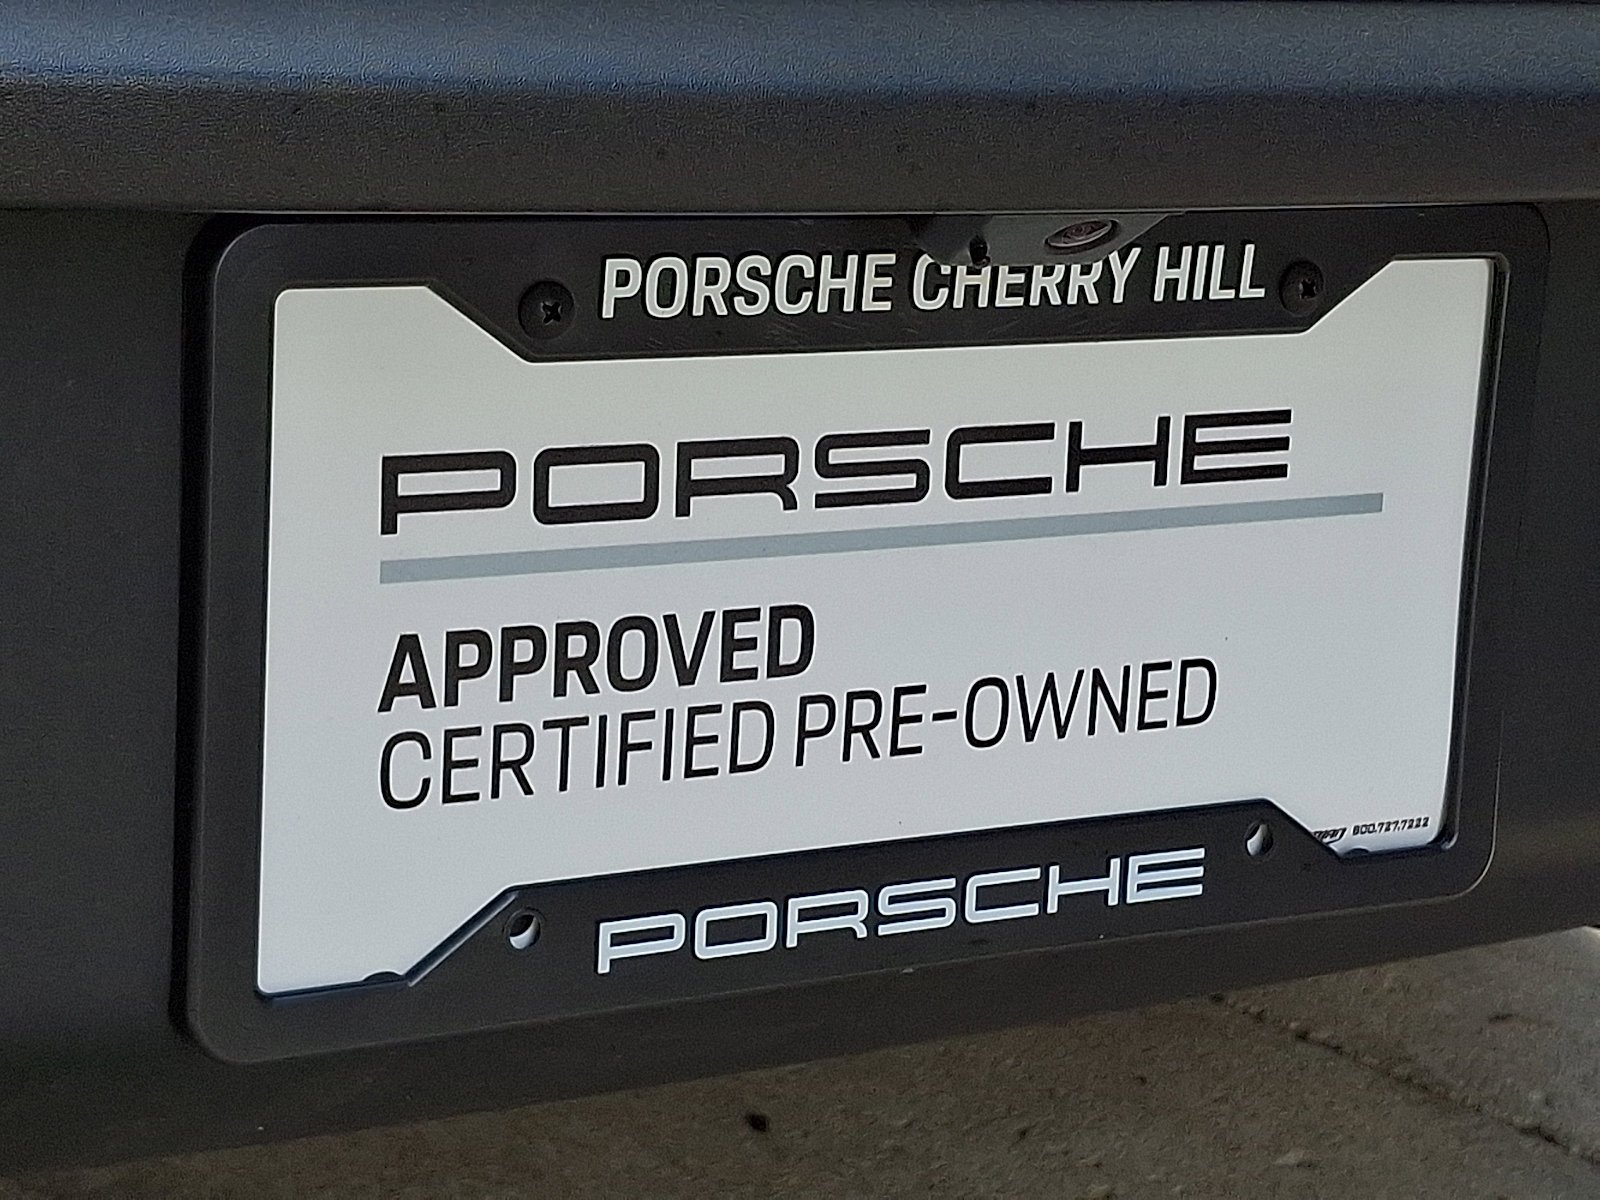 PORSCHE CHERRY HILL
PORSCHE
APPROVED
CERTIFIED PRE-OWNED
800.727.7222
PORSCHE